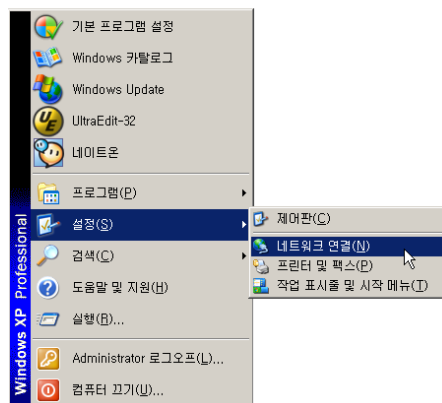 기본 프로그램 설정
Windows 카탈로그
Windows Update
UltraEdit-32
네이트온
프로그램(P)
설정(S)
검색(C)
도움말 및 지원(H)
실행(R)...
Administrator 로그오프(L)...
컴퓨터 끄기(U)...
제어판(C)
네트워크 연결(N)
프린터 및 팩스(P)
작업 표시줄 및 시작 메뉴(T)
Windows XP Professional